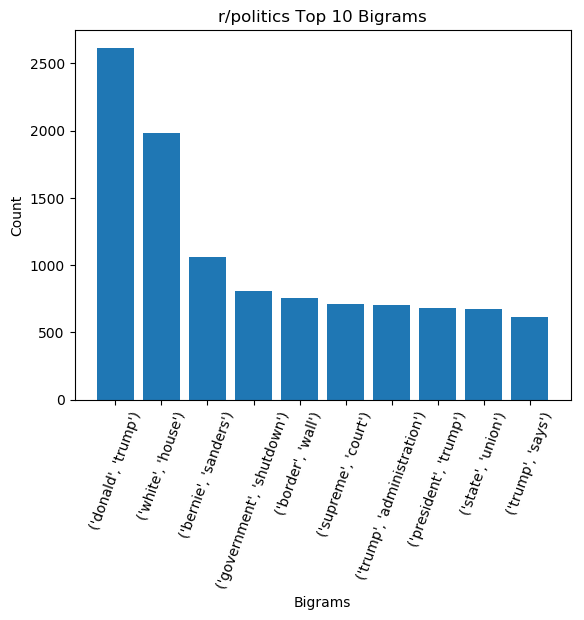 r/politics Top 10 Bigrams
Count
2500
2000
1500
1000
500
0
('donald', 'trump')
('white', 'house')
('bernie', 'sanders')
('government', 'shutdown')
('border', 'wall')
('supreme', 'court')
('trump', 'administration')
('president', 'trump')
('state', 'union')
('trump', 'says')
Bigrams